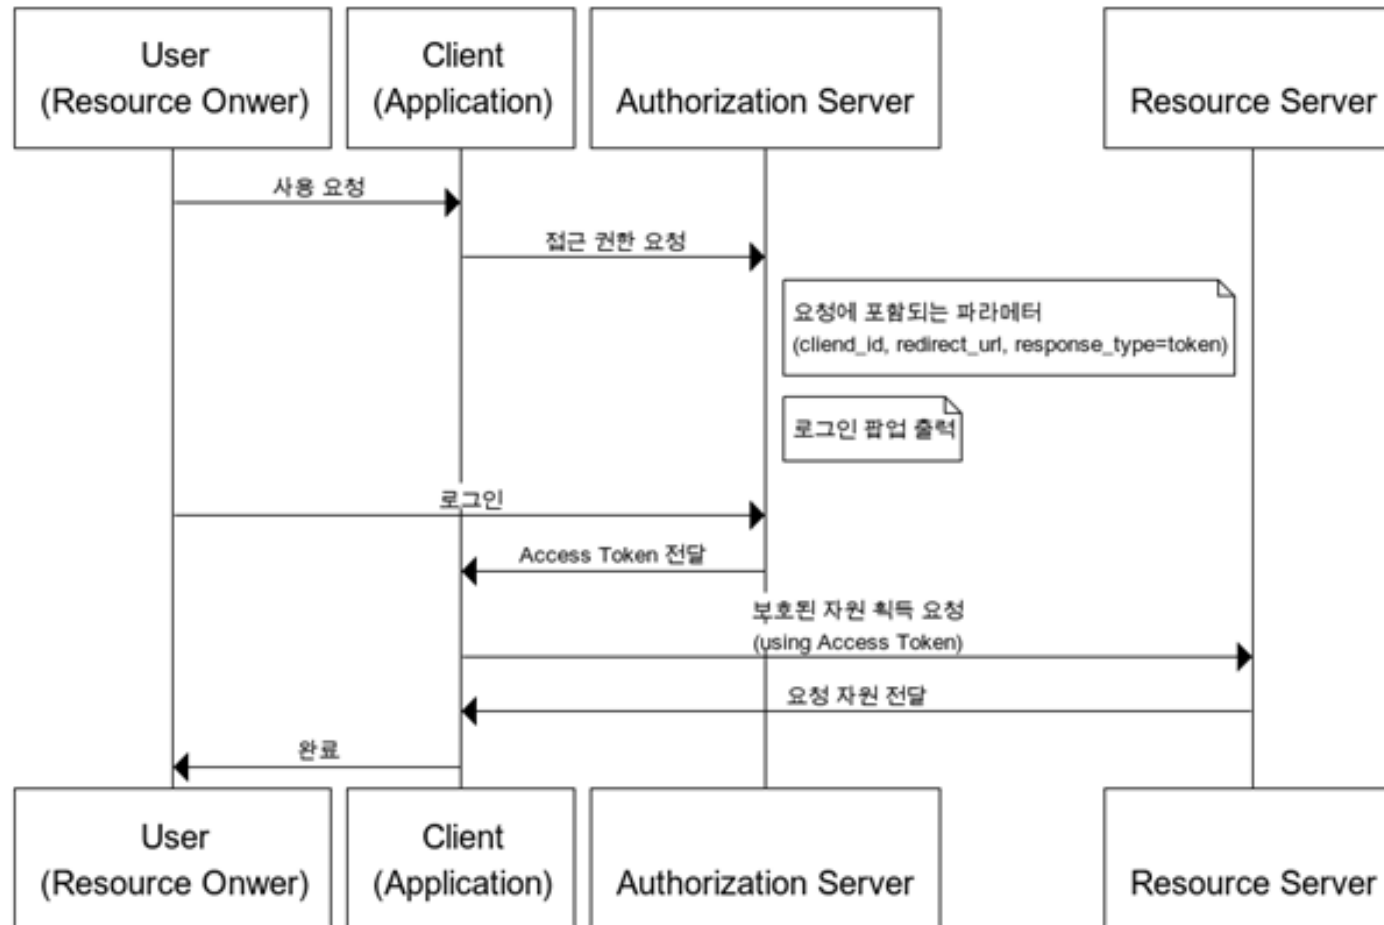 User
(Resource Onwer)
Client
(Application)
Authorization Server
Resource Server
사용 요청
접근 권한 요청
요청에 포함되는 파라메터
(cliend_id, redirect_url, response_type=token)
로그인 팝업 출력
로그인
Access Token 전달
보호된 자원 획득 요청
(using Access Token)
요청 자원 전달
완료
User
(Resource Onwer)
Client
(Application)
Authorization Server
Resource Server